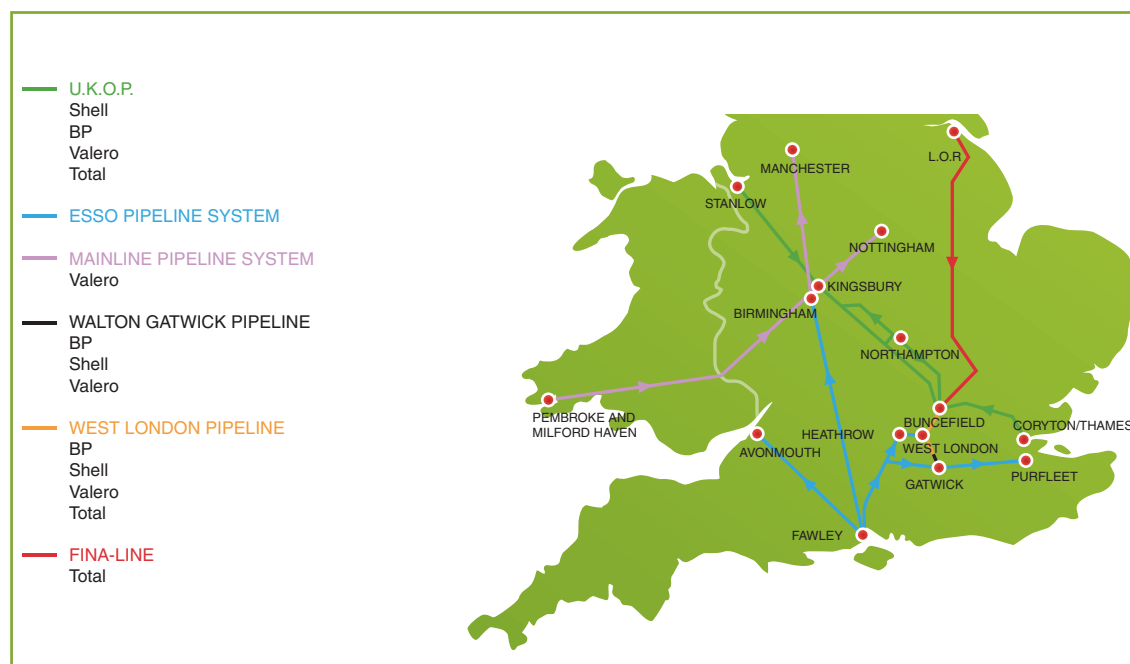 U.K.O.P.
Shell
BP
Valero
Total
ESSO PIPELINE SYSTEM
MAINLINE PIPELINE SYSTEM
Valero
WALTON GATWICK PIPELINE
BP
Shell
Valero
WEST LONDON PIPELINE
BP
Shell
Valero
Total
FINA-LINE
Total
L.O.R
MANCHESTER
STANLOW
NOTTINGHAM
KINGSBURY
BIRMINGHAM
NORTHAMPTON
PEMBROKE AND
MILFORD HAVEN
BUNCEFIELD
CORYTON/THAMES
HEATHROW
WEST LONDON
AVONMOUTH
GATWICK
PURFLEET
FAWLEY